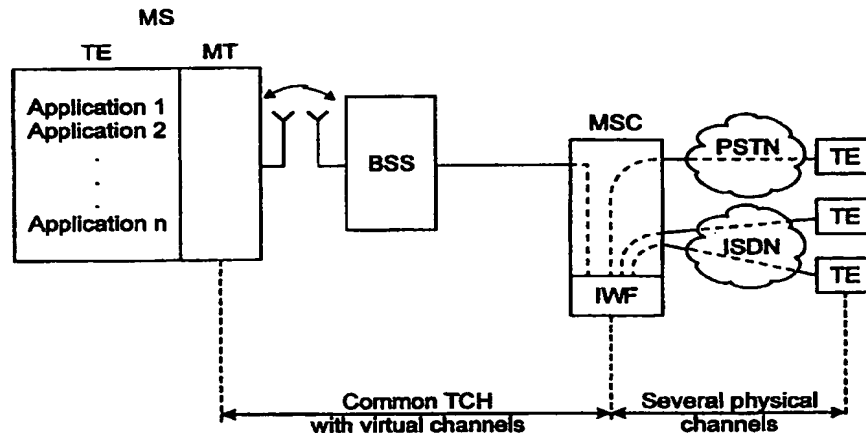 MS
TE MT
Application 1
Application 2
.
.
.
Application n
BSS
MSC
IWF
PSTN
ISDN
TE
TE
TE
Common TCH
with virtual channels
Several physical
channels